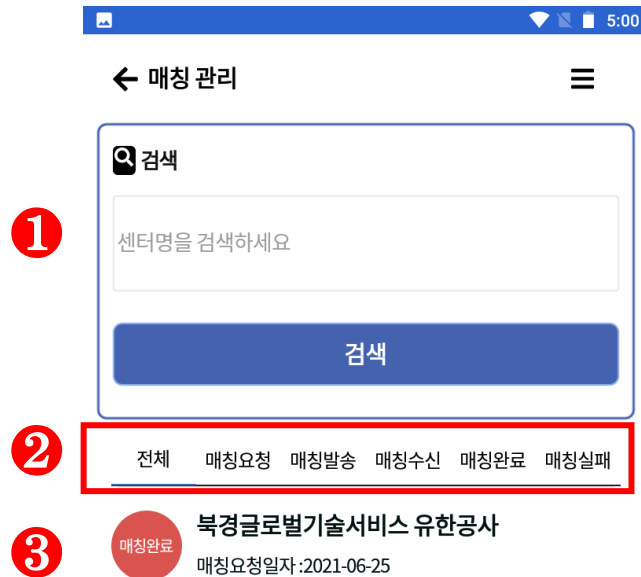 5:00
매칭 관리
검색
❶
센터명을 검색하세요
검색
❷
전체 매칭요청 매칭발송 매칭수신 매칭완료 매칭실패
❸
매칭완료
북경글로벌기술서비스 유한공사
매칭요청일자 :2021-06-25